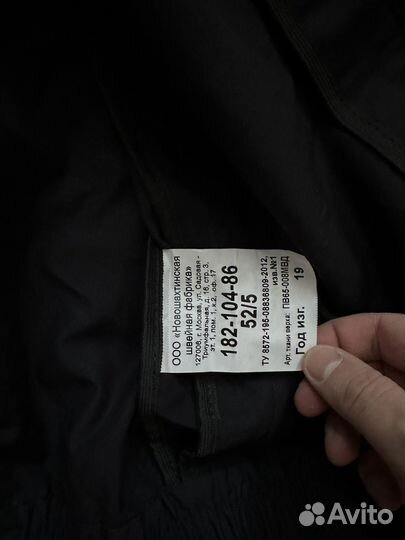 ООО «Новошахтинская
швейная фабрика»
127006, г. Москва, ул. Садовая -
Триумфальная, д. 16, стр. 3,
эт. 1, пом. 1, к.2, оф. 17
182-104-86
52/5
ТУ 8572-195-08836809-2012,
изв.№1
Арт. ткани верха: ПВ65-008МВД
Год изг. 19
Avito